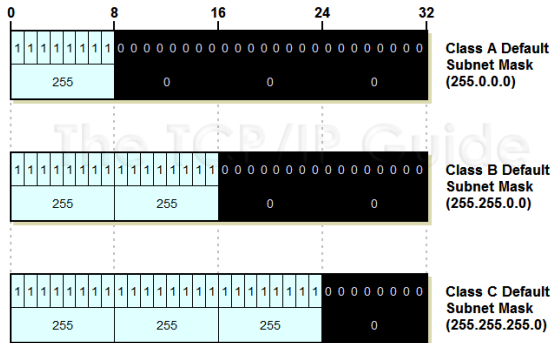 0 8 16 24 32
1 1 1 1 1 1 1 1 0 0 0 0 0 0 0 0 0 0 0 0 0 0 0 0 0 0 0 0 0 0 0 0
255 0 0 0
Class A Default
Subnet Mask
(255.0.0.0)
The TCP/IP Guide
1 1 1 1 1 1 1 1 1 1 1 1 1 1 1 1 0 0 0 0 0 0 0 0 0 0 0 0 0 0 0 0
255 255 0 0
Class B Default
Subnet Mask
(255.255.0.0)
1 1 1 1 1 1 1 1 1 1 1 1 1 1 1 1 1 1 1 1 1 1 1 1 0 0 0 0 0 0 0 0
255 255 255 0
Class C Default
Subnet Mask
(255.255.255.0)